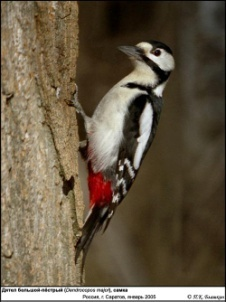 Дятел большой-пёстрый (Dendrocopos major), самка
Россия, г. Саратов, январь 2005 ©